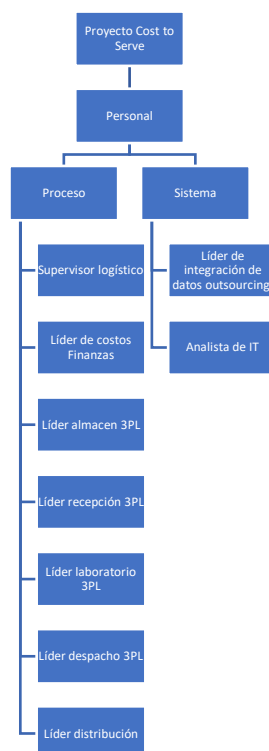 Proyecto Cost to
Serve
Personal
Proceso
Sistema
Supervisor logístico
Líder de
integración de
datos outsourcing
Líder de costos
Finanzas
Analista de IT
Líder almacen 3PL
Líder recepción 3PL
Líder laboratorio
3PL
Líder despacho 3PL
Líder distribución